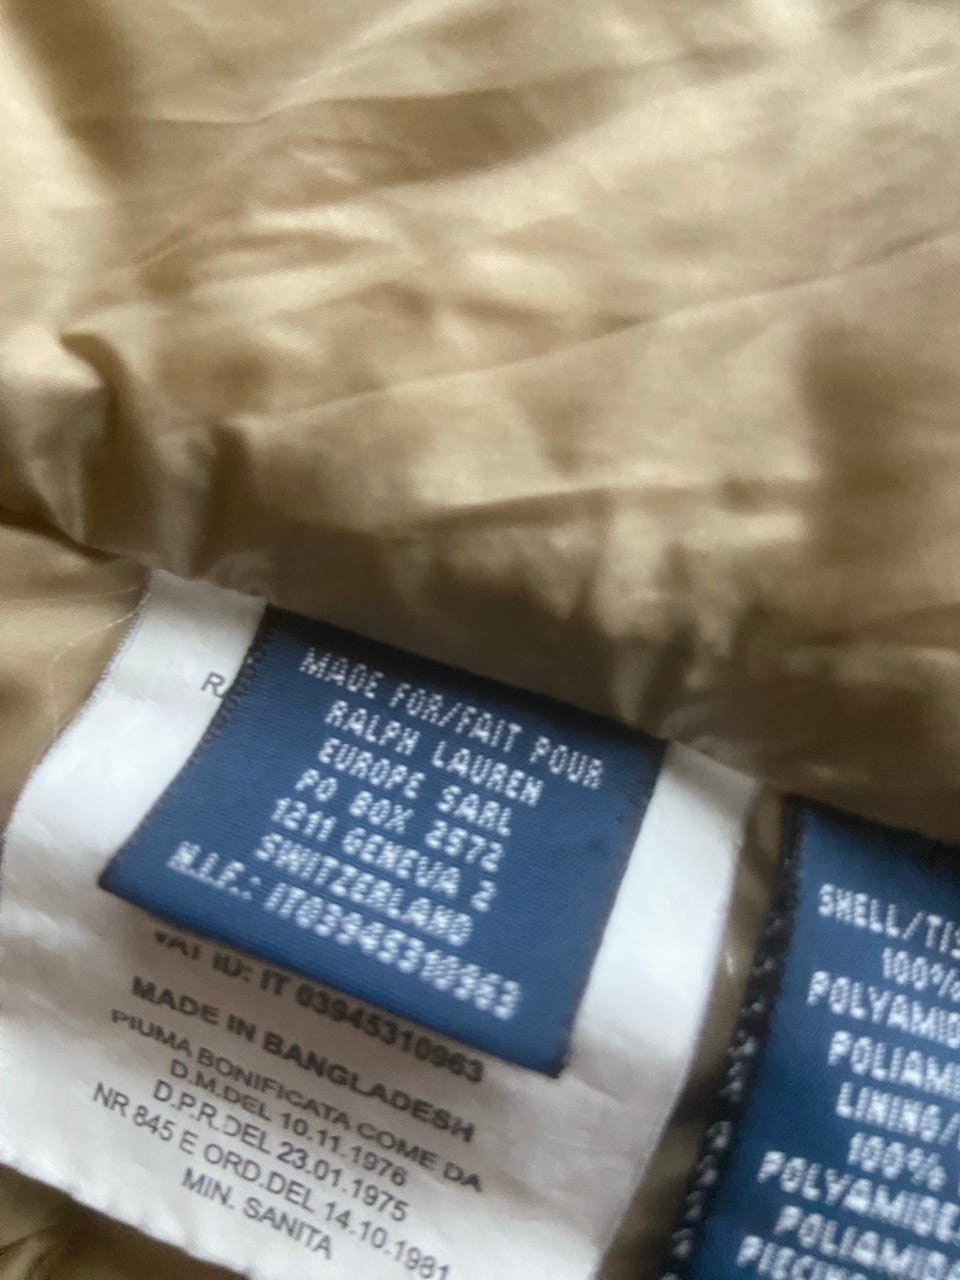 MADE FOR/FAIT POUR
RALPH LAUREN
EUROPE SARL
PO BOX 2572
1211 GENEVA 2
SWITZERLAND
N.I.F.: IT03945310963
VAT ID: IT 03945310963
MADE IN BANGLADESH
PIUMA BONIFICATA COME DA
D.M.DEL 10.11.1976
D.P.R.DEL 23.01.1975
NR 845 E ORD.DEL 14.10.1981
MIN. SANITA
SHELL/TIS
100%
POLYAMID
POLIAMI
LINING/
100%
POLYAMIDE
POLIAMID